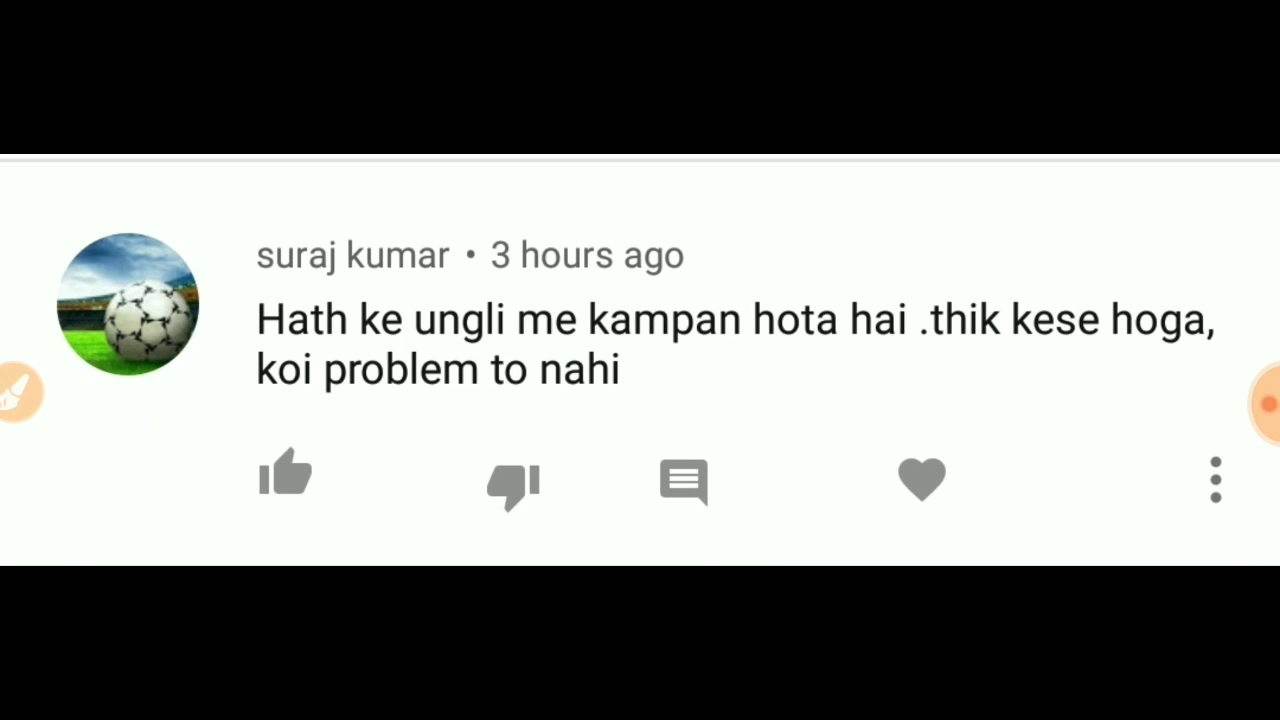 suraj kumar • 3 hours ago
Hath ke ungli me kampan hota hai .thik kese hoga,
koi problem to nahi